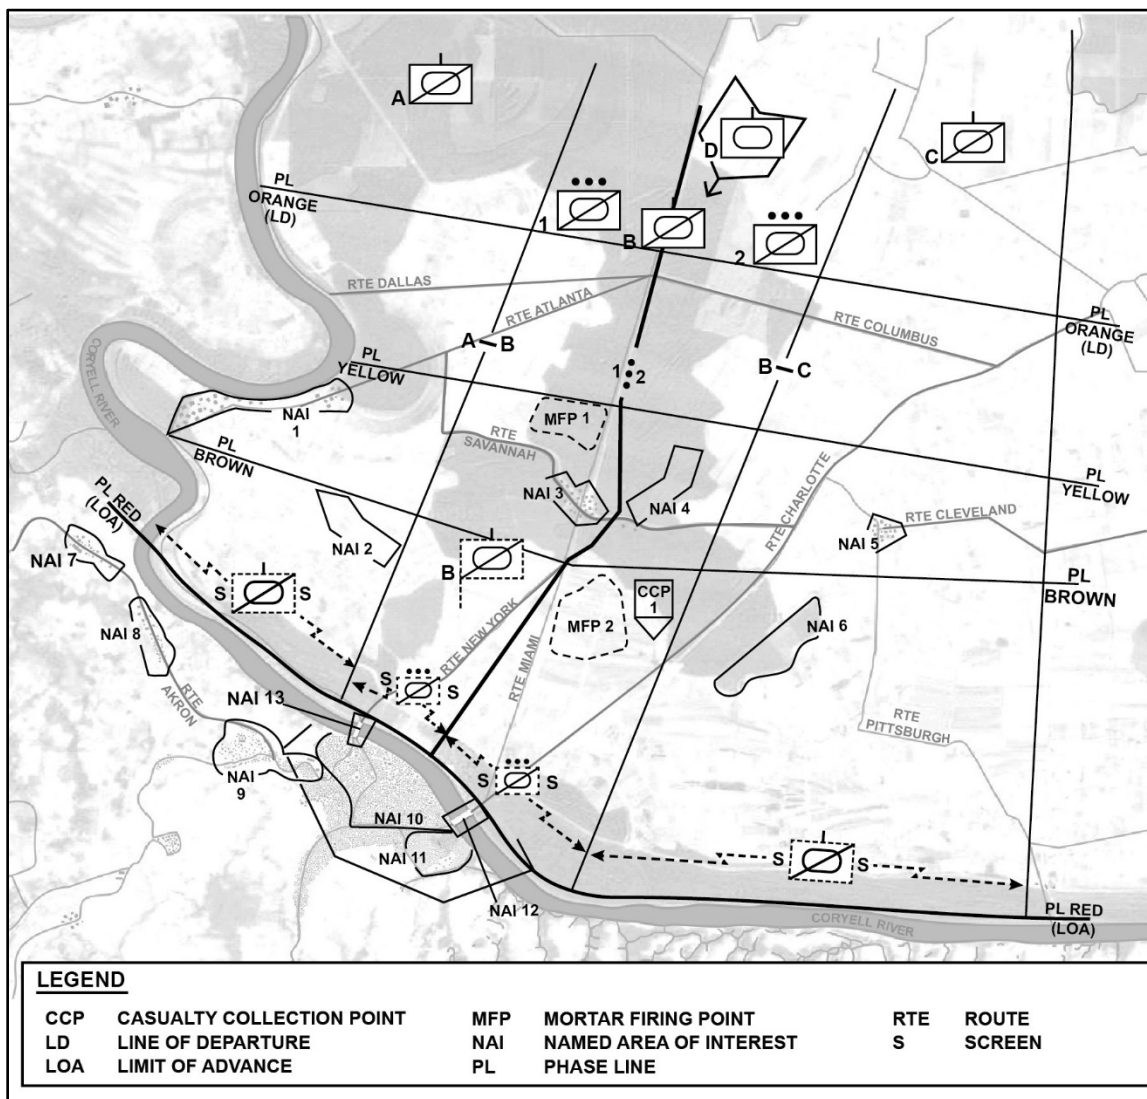 A
D
C
PL
ORANGE
(LD)
1
B
2
RTE DALLAS
RTE ATLANTA
RTE COLUMBUS
PL
ORANGE
(LD)
CORYELL RIVER
A B
B C
PL
YELLOW
1 2
NAI
1
MFP 1
RTE
SAVANNAH
PL
BROWN
RTE CHARLOTTE
PL
YELLOW
PL RED
(LOA)
NAI 3
NAI 4
RTE CLEVELAND
NAI 2
NAI 5
NAI 7
B
CCP
1
PL
BROWN
S S
MFP 2
NAI 6
NAI 8
RTE NEW YORK
RTE MIAMI
RTE
AKRON
S S
NAI 13
RTE
PITTSBURGH
NAI
9
S S
NAI 10
NAI 11
S S
NAI 12
CORYELL RIVER
PL RED
(LOA)
LEGEND
CCP CASUALTY COLLECTION POINT MFP MORTAR FIRING POINT RTE ROUTE
LD LINE OF DEPARTURE NAI NAMED AREA OF INTEREST S SCREEN
LOA LIMIT OF ADVANCE PL PHASE LINE